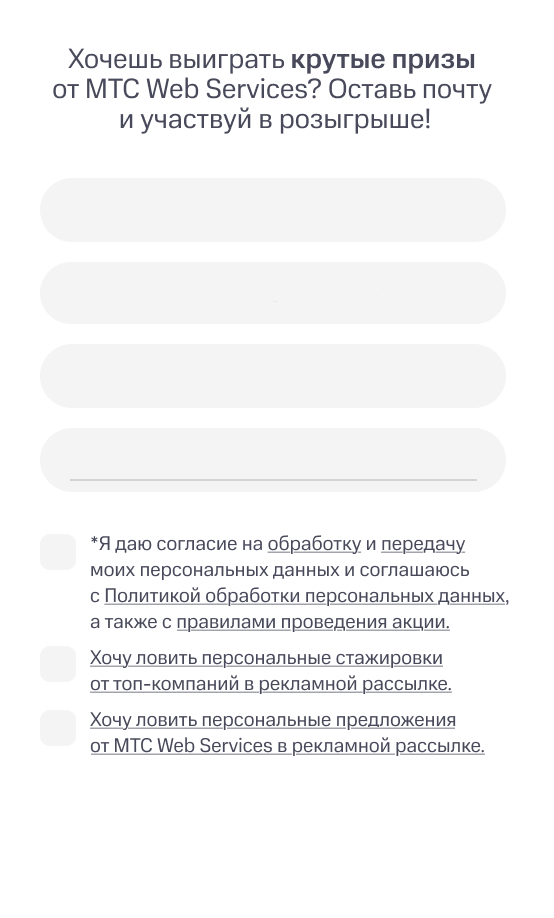 Хочешь выиграть крутые призы
от МТС Web Services? Оставь почту
и участвуй в розыгрыше!
*Я даю согласие на обработку и передачу
моих персональных данных и соглашаюсь
с Политикой обработки персональных данных,
а также с правилами проведения акции.
Хочу ловить персональные стажировки
от топ-компаний в рекламной рассылке.
Хочу ловить персональные предложения
от МТС Web Services в рекламной рассылке.